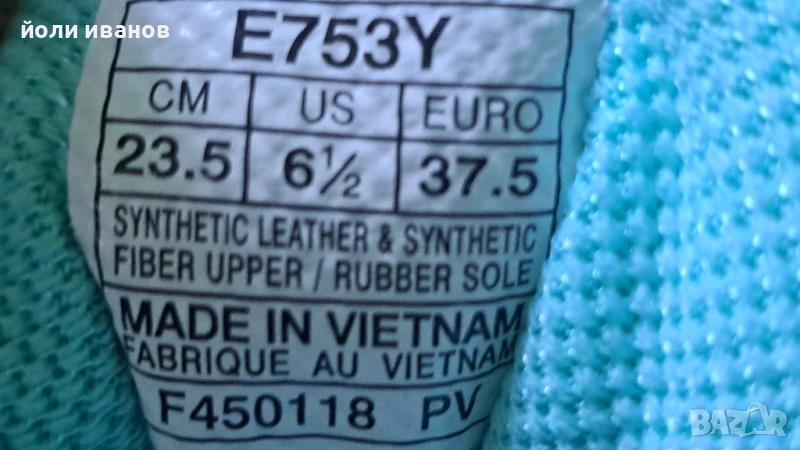 йоли иванов
E753Y
CM US EURO
23.5 6½ 37.5
SYNTHETIC LEATHER & SYNTHETIC
FIBER UPPER / RUBBER SOLE
MADE IN VIETNAM
FABRIQUE AU VIETNAM
F450118 PV
BAZAR